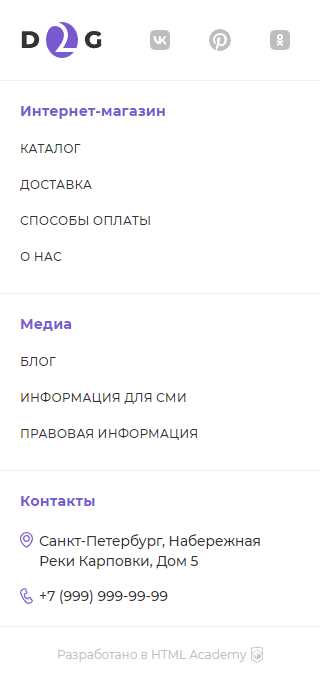 D2G
Интернет-магазин
КАТАЛОГ
ДОСТАВКА
СПОСОБЫ ОПЛАТЫ
О НАС
Медиа
БЛОГ
ИНФОРМАЦИЯ ДЛЯ СМИ
ПРАВОВАЯ ИНФОРМАЦИЯ
Контакты
Санкт-Петербург, Набережная
Реки Карповки, Дом 5
+7 (999) 999-99-99
Разработано в HTML Academy